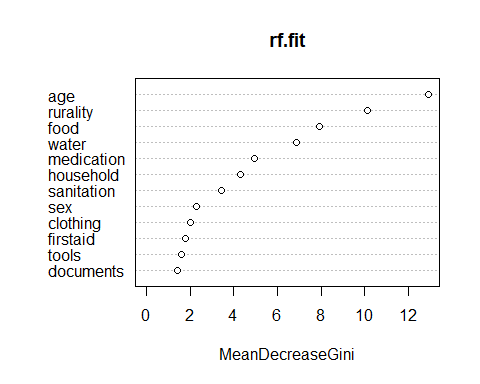 rf.fit
age
rurality
food
water
medication
household
sanitation
sex
clothing
firstaid
tools
documents
0 2 4 6 8 10 12
MeanDecreaseGini